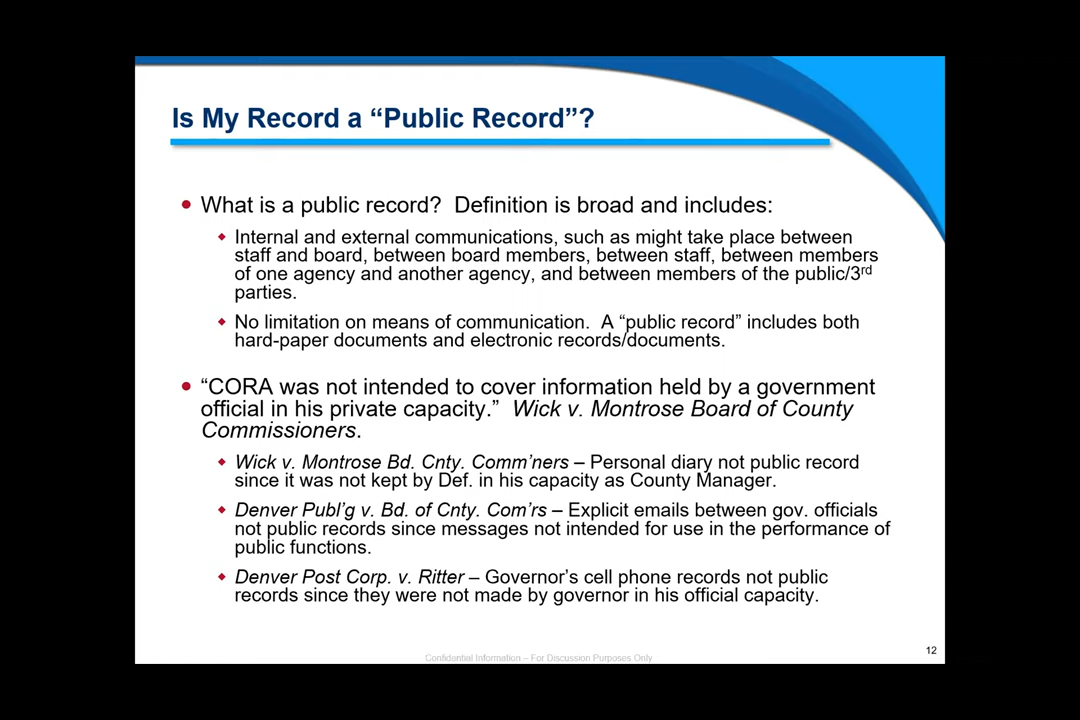 Is My Record a “Public Record”?
• What is a public record?  Definition is broad and includes:
Internal and external communications, such as might take place between
staff and board, between board members, between staff, between members
of one agency and another agency, and between members of the public/3rd
parties.
No limitation on means of communication.  A “public record” includes both
hard-paper documents and electronic records/documents.
• “CORA was not intended to cover information held by a government
official in his private capacity.”  Wick v. Montrose Board of County
Commissioners.
Wick v. Montrose Bd. Cnty. Comm’ners – Personal diary not public record
since it was not kept by Def. in his capacity as County Manager.
Denver Publ’g v. Bd. of Cnty. Com’rs – Explicit emails between gov. officials
not public records since messages not intended for use in the performance of
public functions.
Denver Post Corp. v. Ritter – Governor’s cell phone records not public
records since they were not made by governor in his official capacity.
12
Confidential Information – For Discussion Purposes Only